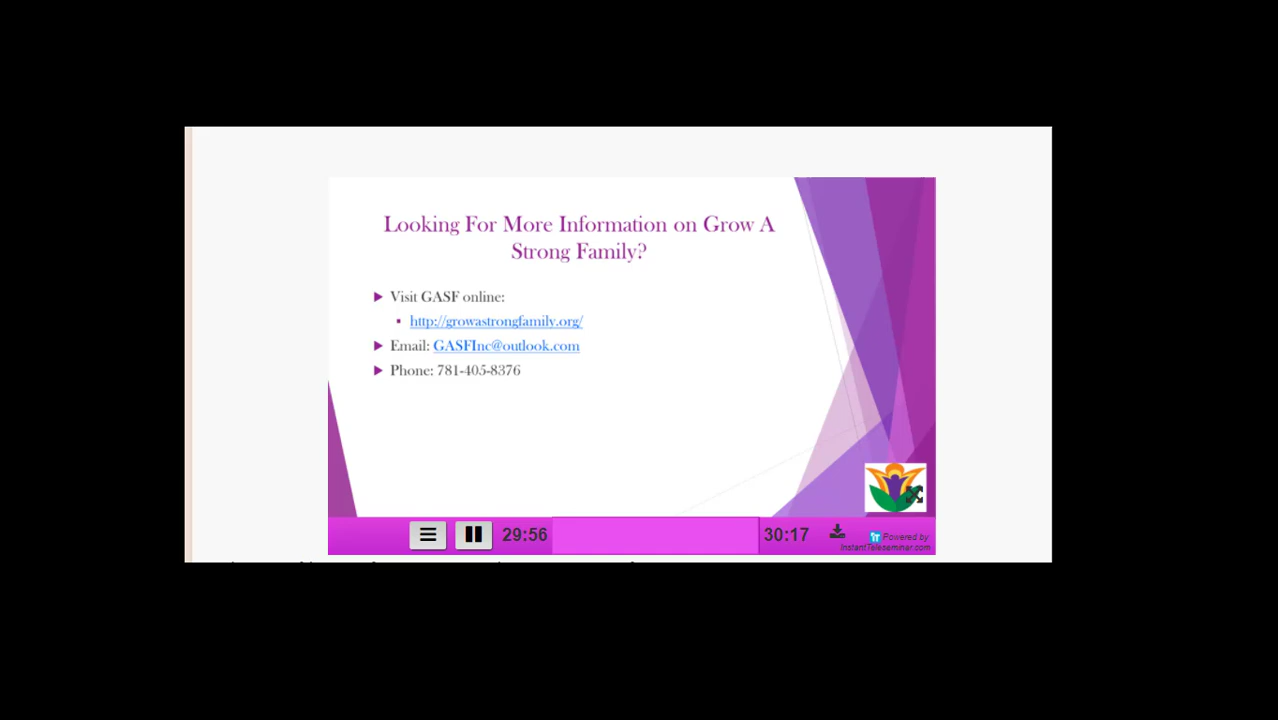 Looking For More Information on Grow A
Strong Family?
Visit GASF online:
http://growastrongfamily.org/
Email: GASFInc@outlook.com
Phone: 781-405-8376
29:56
30:17
Powered by
InstantTeleseminar.com